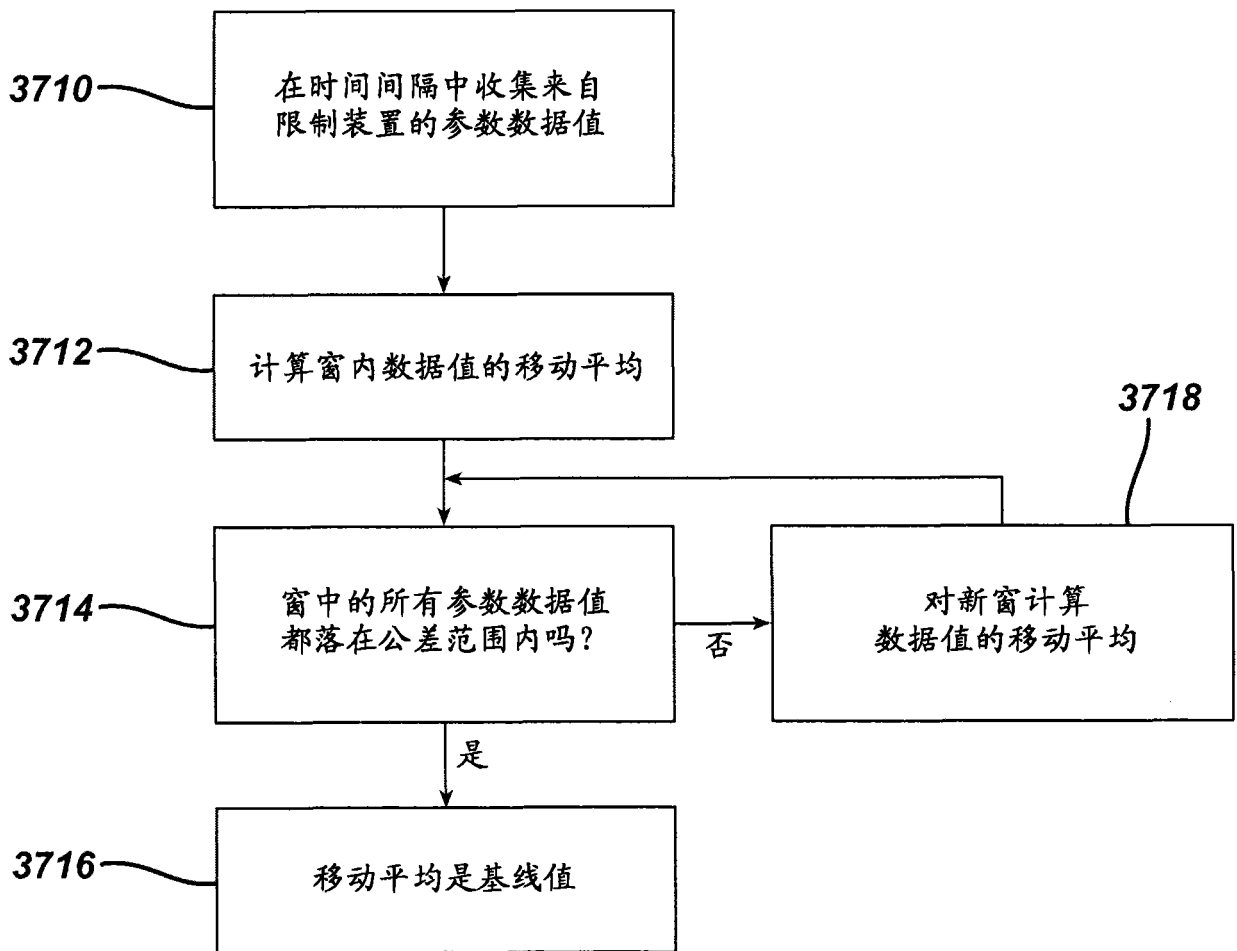 3710
在时间间隔中收集来自
限制装置的参数数据值
3712
计算窗内数据值的移动平均
3718
3714
窗中的所有参数数据值
都落在公差范围内吗?
否
对新窗计算
数据值的移动平均
是
3716
移动平均是基线值